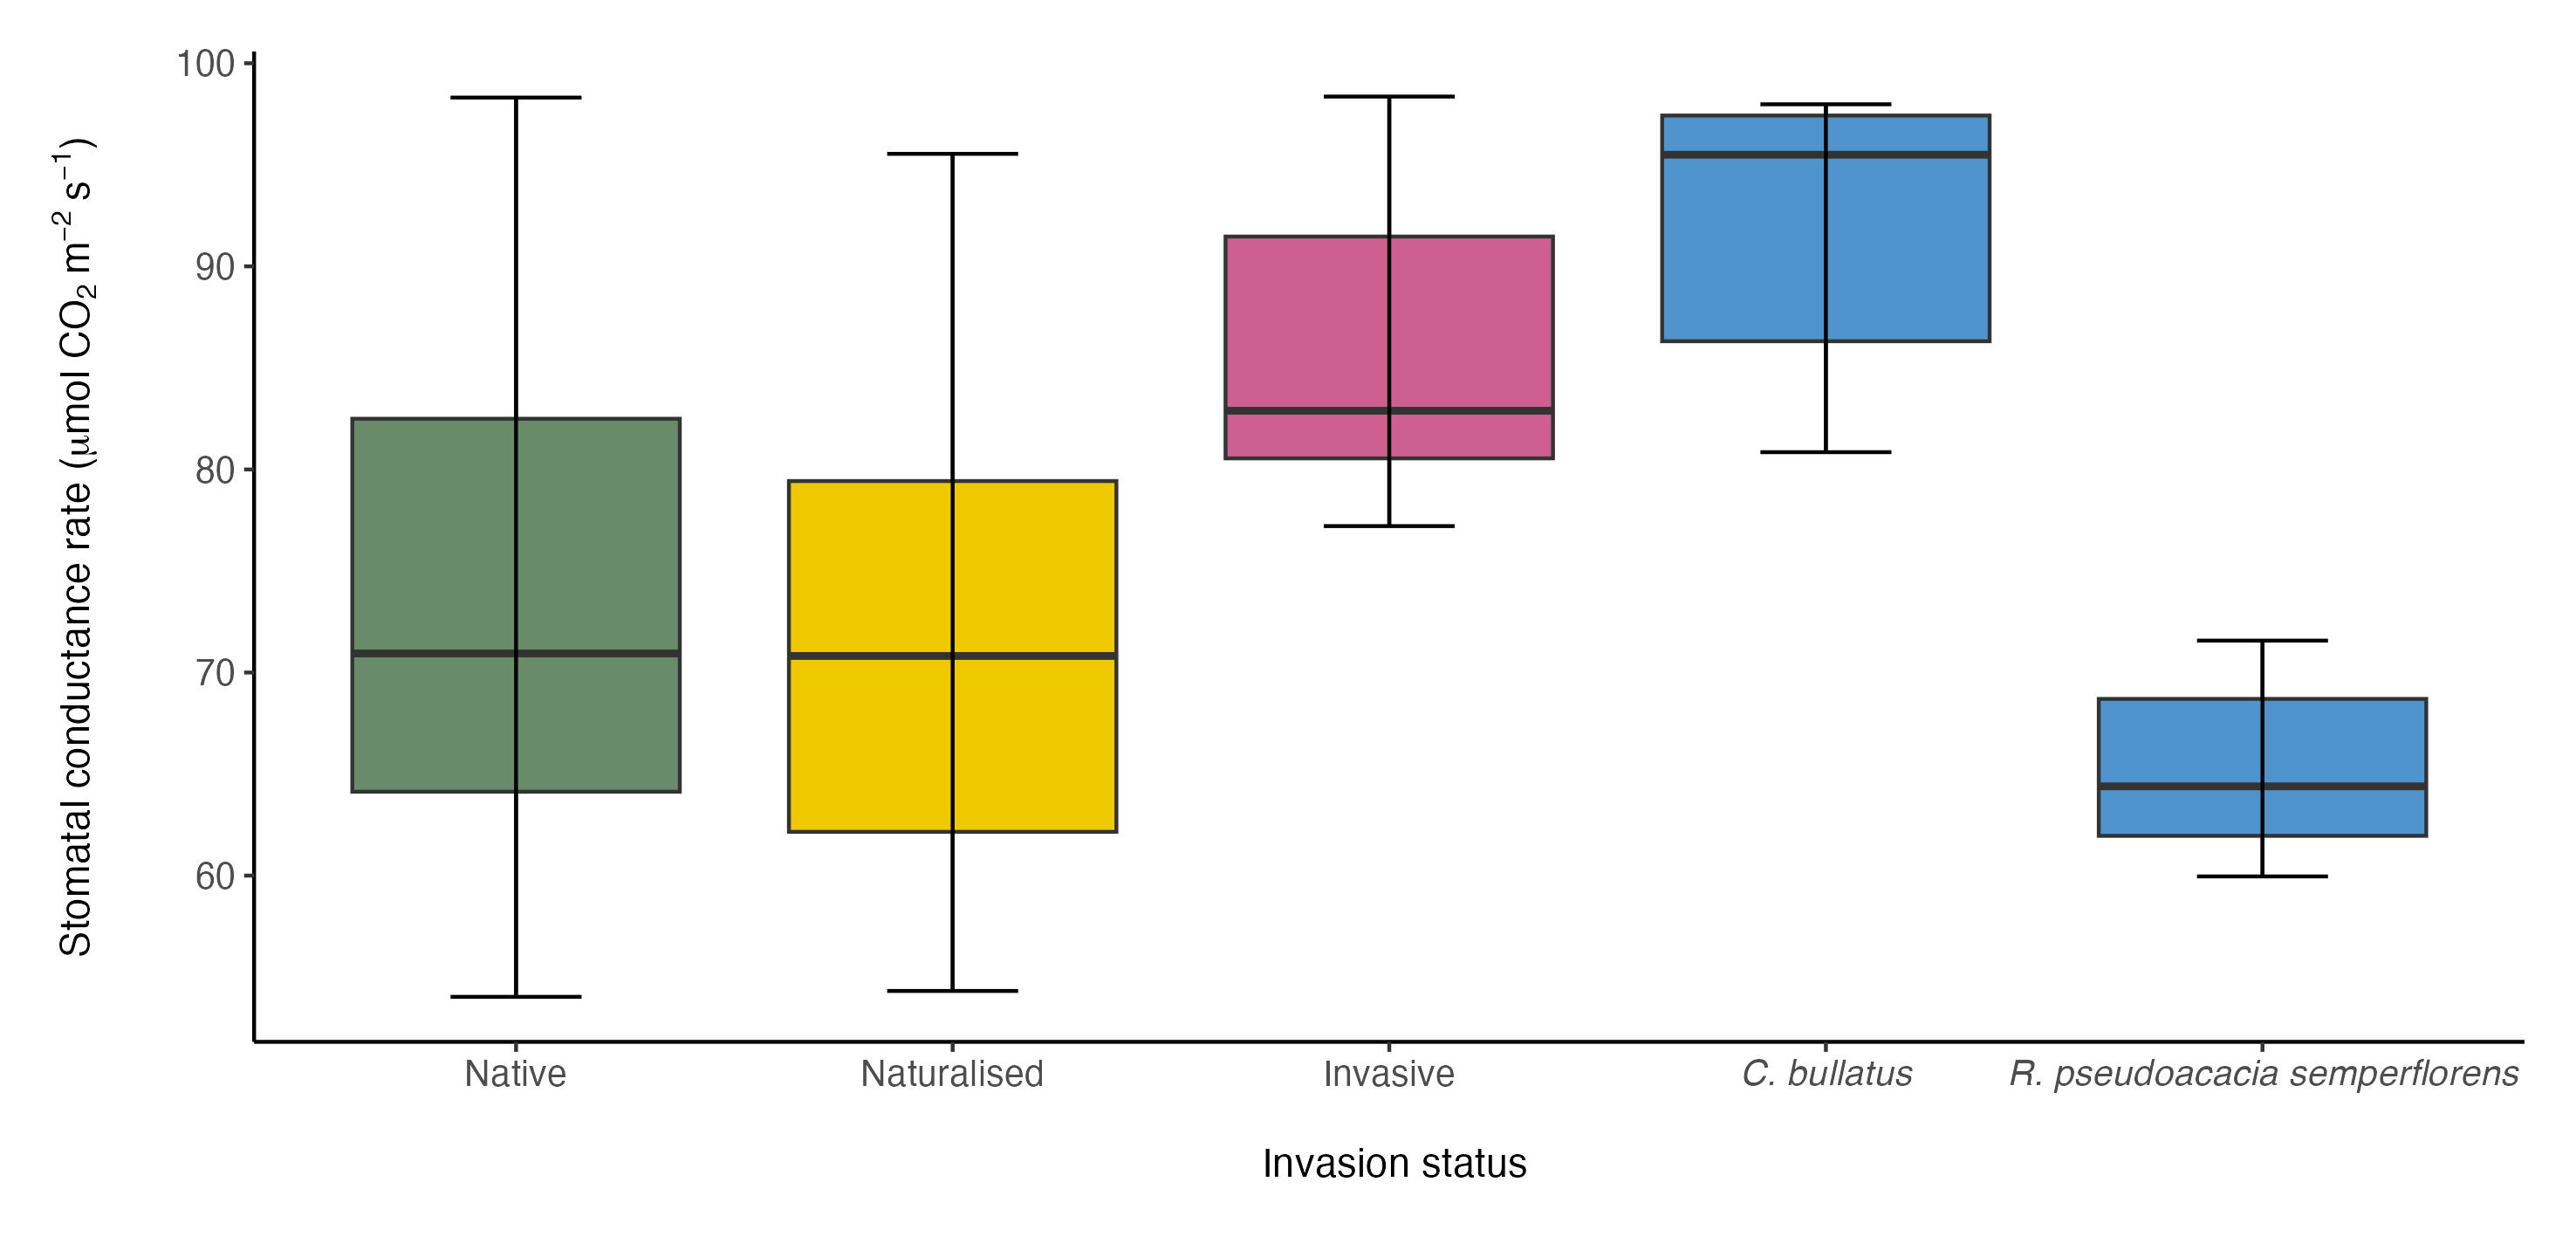 Stomatal conductance rate (μmol CO₂ m⁻² s⁻¹)
100
90
80
70
60
Native
Naturalised
Invasive
C. bullatus
R. pseudoacacia semperflorens
Invasion status